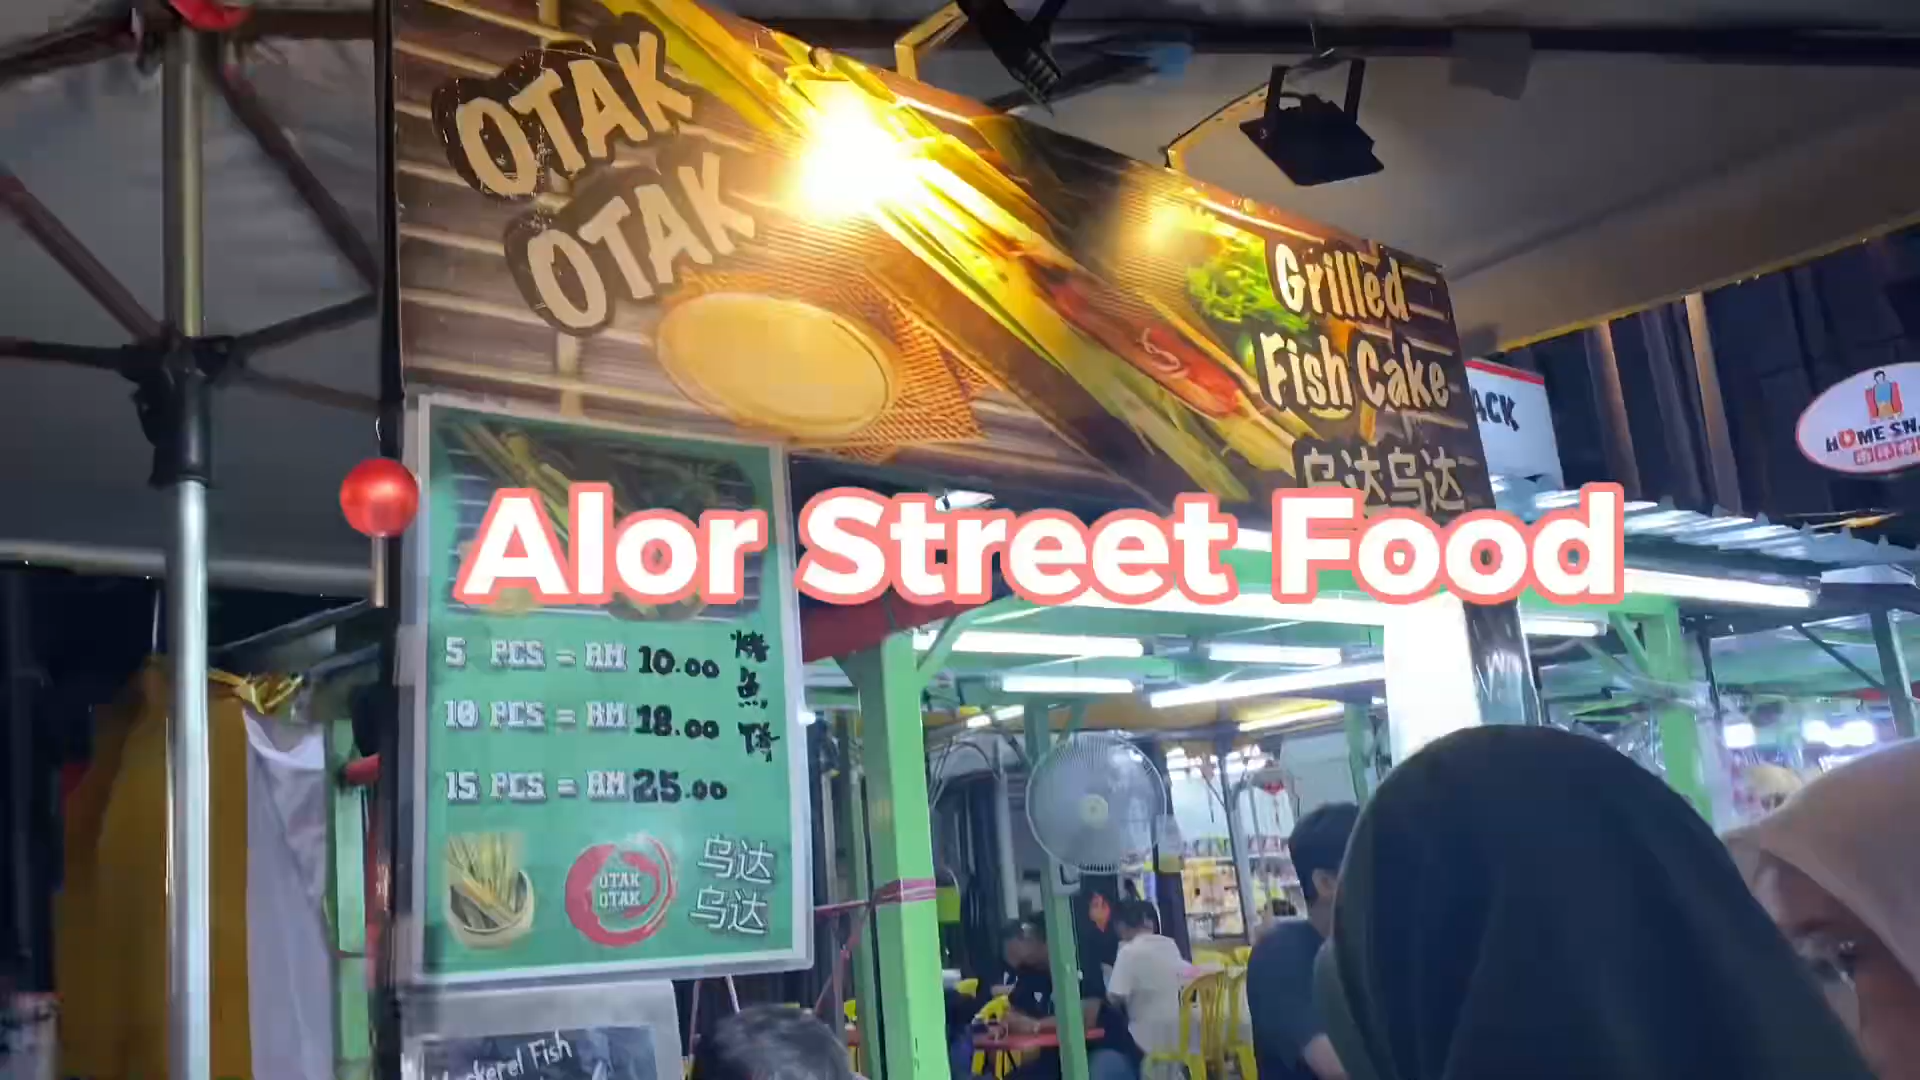 OTAK
OTAK
Grilled
Fish Cake
乌达乌达
ACK
HOME SH
Alor Street Food
5 PCS = RM 10.00
10 PCS = RM 18.00
15 PCS = RM 25.00
烧
魚
OTAK
OTAK
乌达
乌达
Mackerel Fish